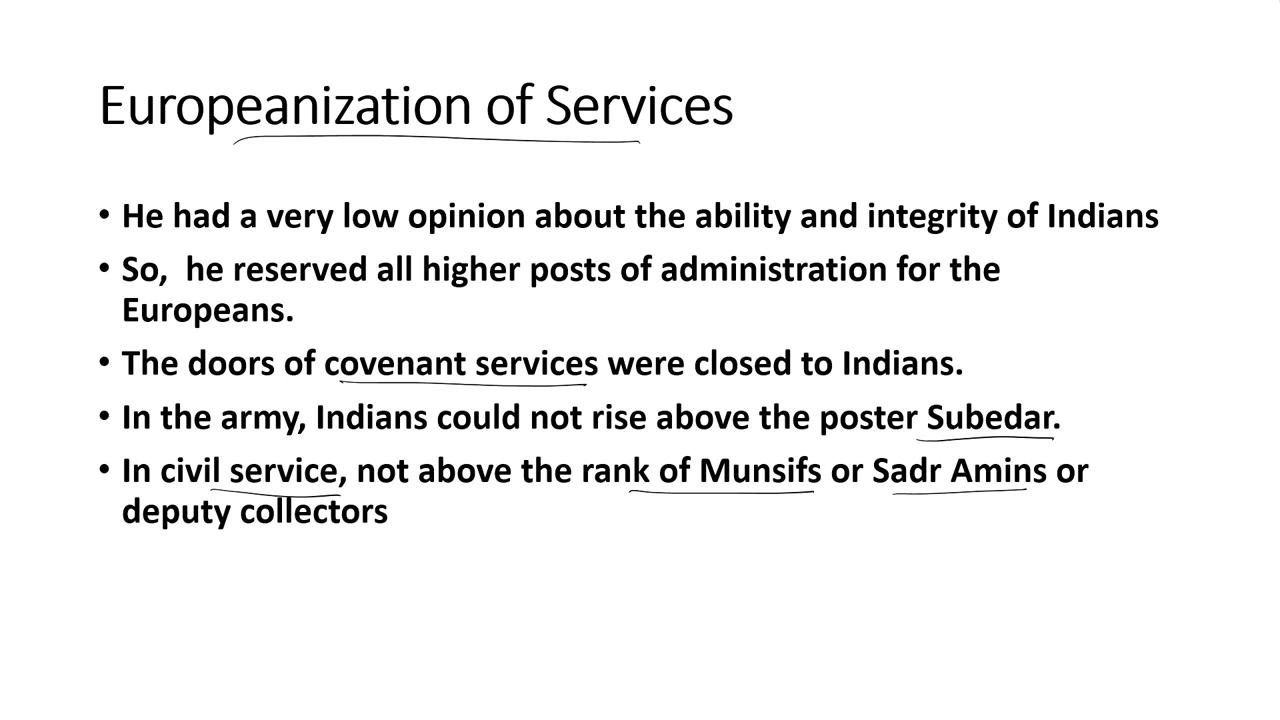 Europeanization of Services
• He had a very low opinion about the ability and integrity of Indians
• So,  he reserved all higher posts of administration for the
Europeans.
• The doors of covenant services were closed to Indians.
• In the army, Indians could not rise above the poster Subedar.
• In civil service, not above the rank of Munsifs or Sadr Amins or
deputy collectors